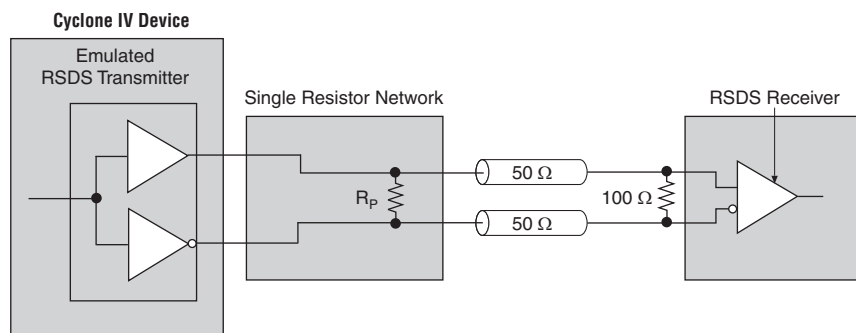 Cyclone IV Device
Emulated
RSDS Transmitter
Single Resistor Network
RSDS Receiver
50 Ω
R_P
100 Ω
50 Ω